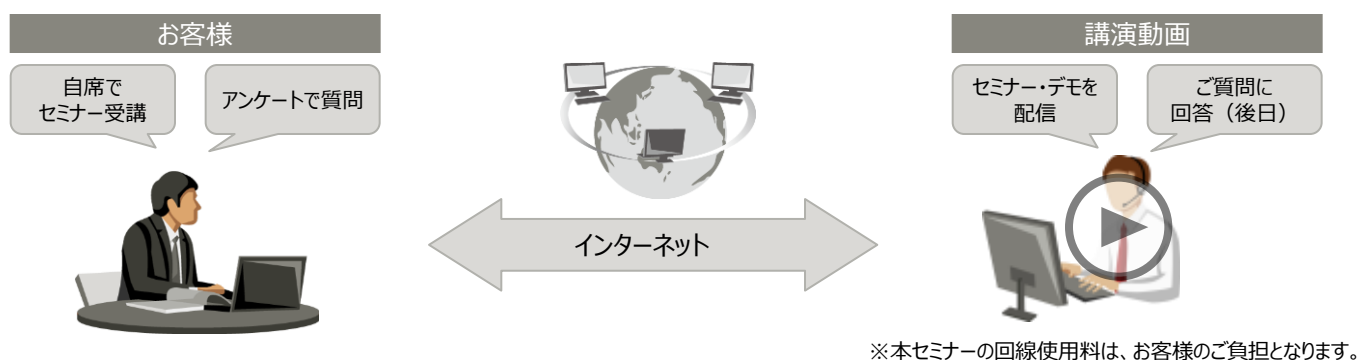 お客様
自席で
セミナー受講
アンケートで質問
インターネット
講演動画
セミナー・デモを
配信
ご質問に
回答（後日）
※本セミナーの回線使用料は、お客様のご負担となります。